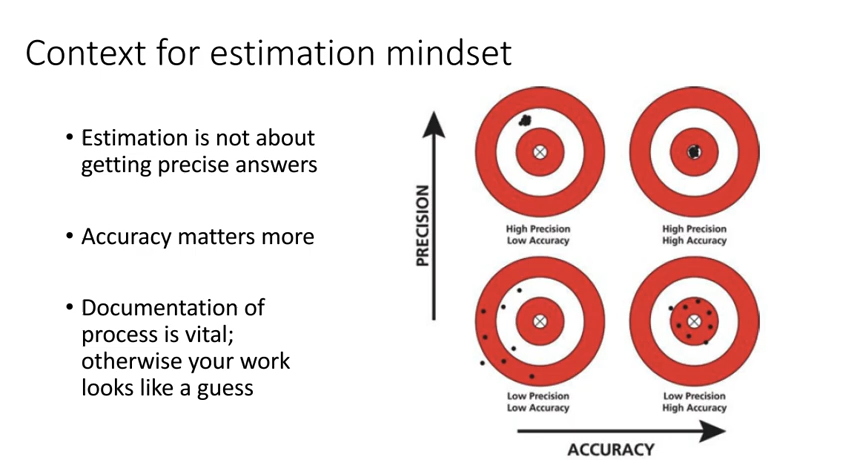 Context for estimation mindset
• Estimation is not about
getting precise answers
• Accuracy matters more
• Documentation of
process is vital;
otherwise your work
looks like a guess
PRECISION
High Precision
Low Accuracy
High Precision
High Accuracy
Low Precision
Low Accuracy
Low Precision
High Accuracy
ACCURACY